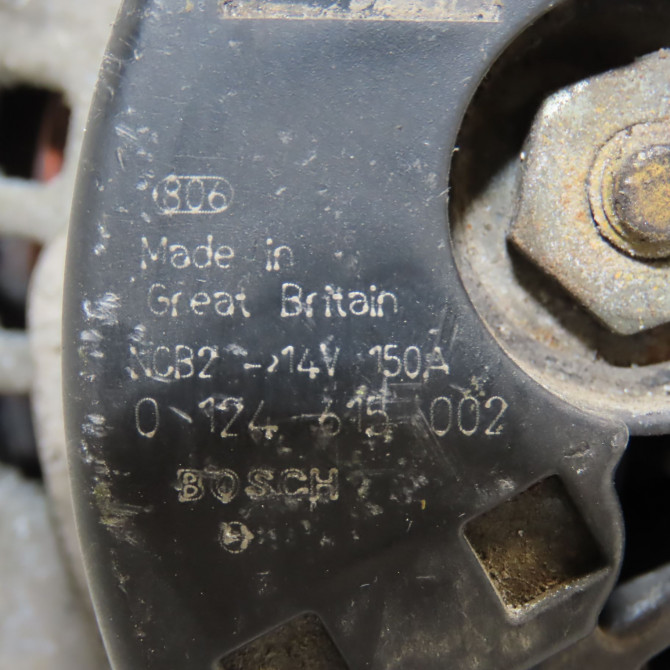 806
Made in
Great Britain
NCB2 -> 14V 150A
0 124 615 002
BOSCH